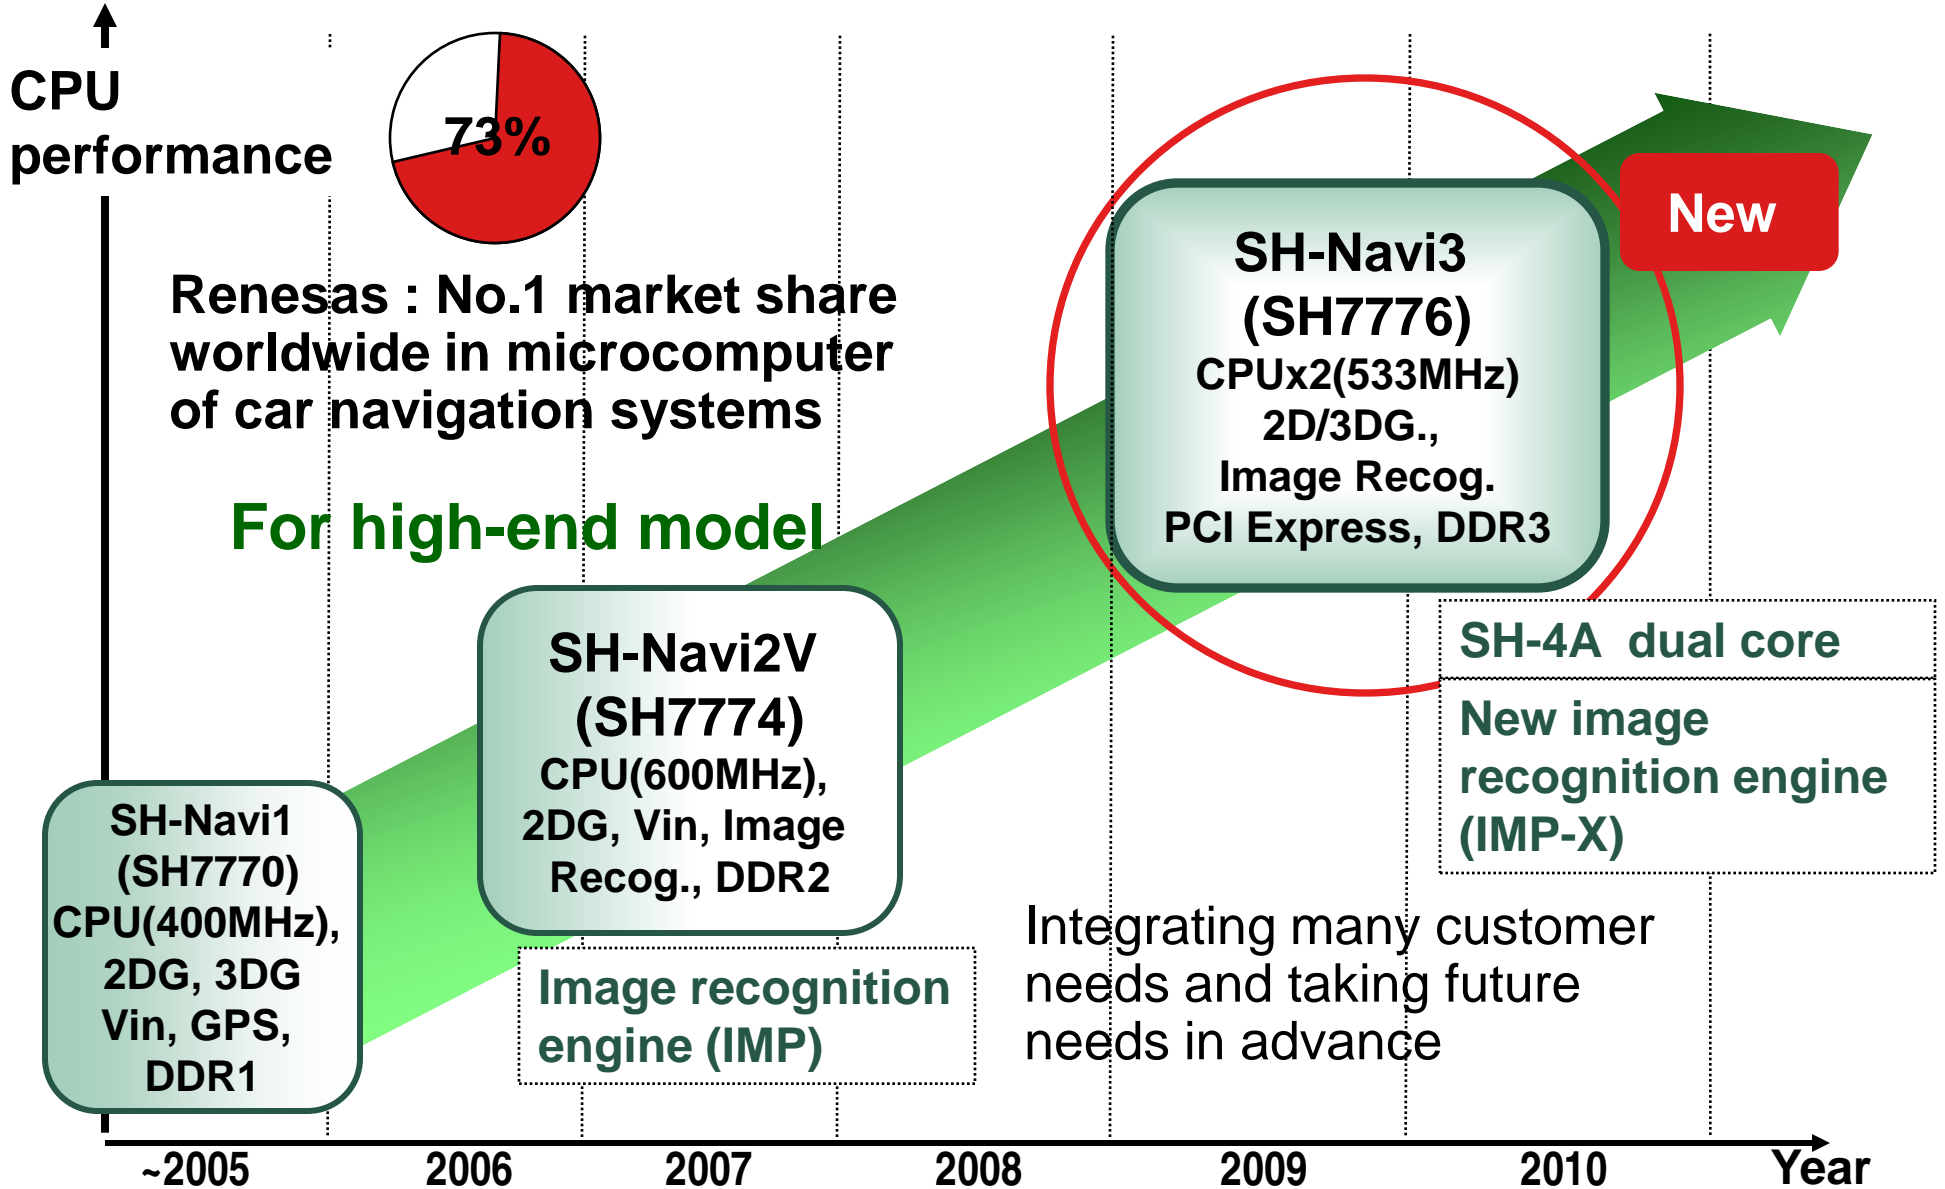 CPU
performance
73%
Renesas : No.1 market share
worldwide in microcomputer
of car navigation systems
For high-end model
New
SH-Navi3
(SH7776)
CPUx2(533MHz)
2D/3DG.,
Image Recog.
PCI Express, DDR3
SH-4A dual core
New image
recognition engine
(IMP-X)
SH-Navi2V
(SH7774)
CPU(600MHz),
2DG, Vin, Image
Recog., DDR2
Image recognition
engine (IMP)
SH-Navi1
(SH7770)
CPU(400MHz),
2DG, 3DG
Vin, GPS,
DDR1
Integrating many customer
needs and taking future
needs in advance
~2005 2006 2007 2008 2009 2010 Year